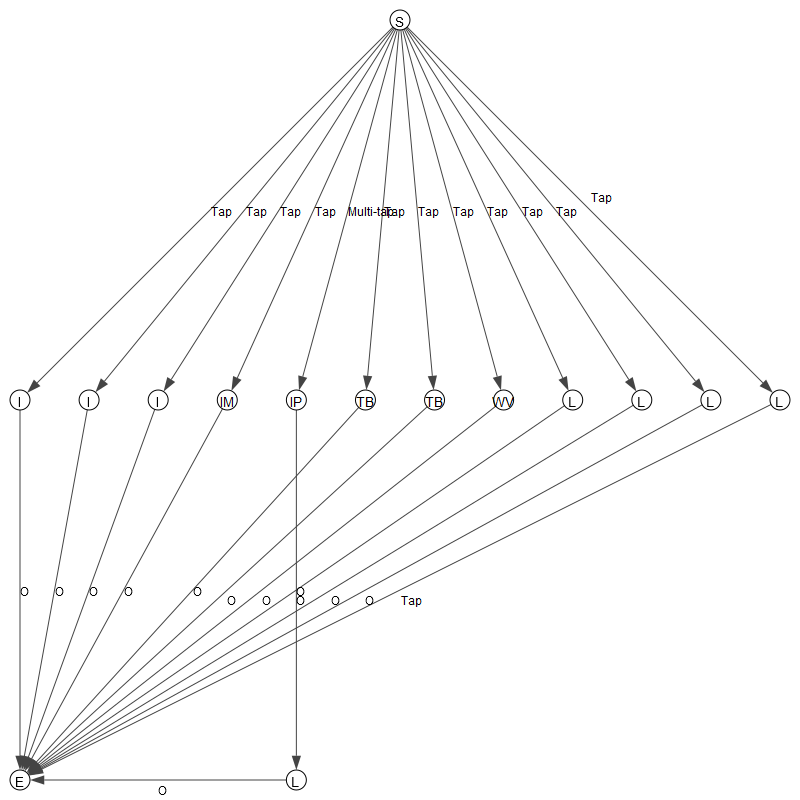 S
Tap
Tap Tap Tap Tap Multi-tap Tap Tap Tap Tap Tap Tap
I I I IM IP TB TB WV L L L L
O O O O O O
O O O O O Tap
E L
O